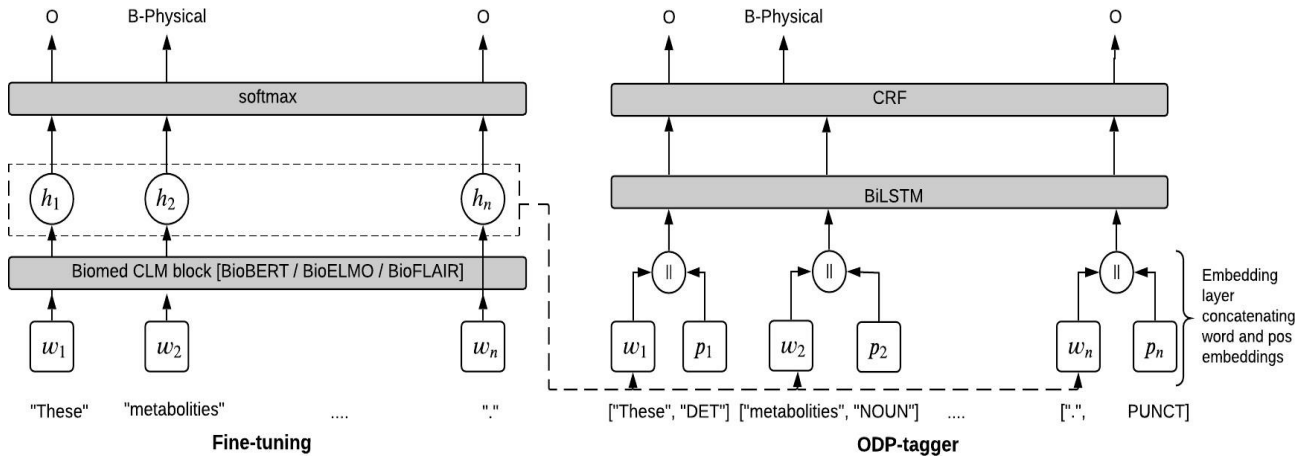 O B-Physical O
softmax
h1 h2 hn
Biomed CLM block [BioBERT / BioELMO / BioFLAIR]
w1 w2 wn
"These" "metabolities" .... "."
Fine-tuning
O B-Physical O
CRF
BiLSTM
|| || ||
w1 p1 w2 p2 wn pn
Embedding
layer
concatenating
word and pos
embeddings
["These", "DET"] ["metabolities", "NOUN"] .... [".", PUNCT]
ODP-tagger